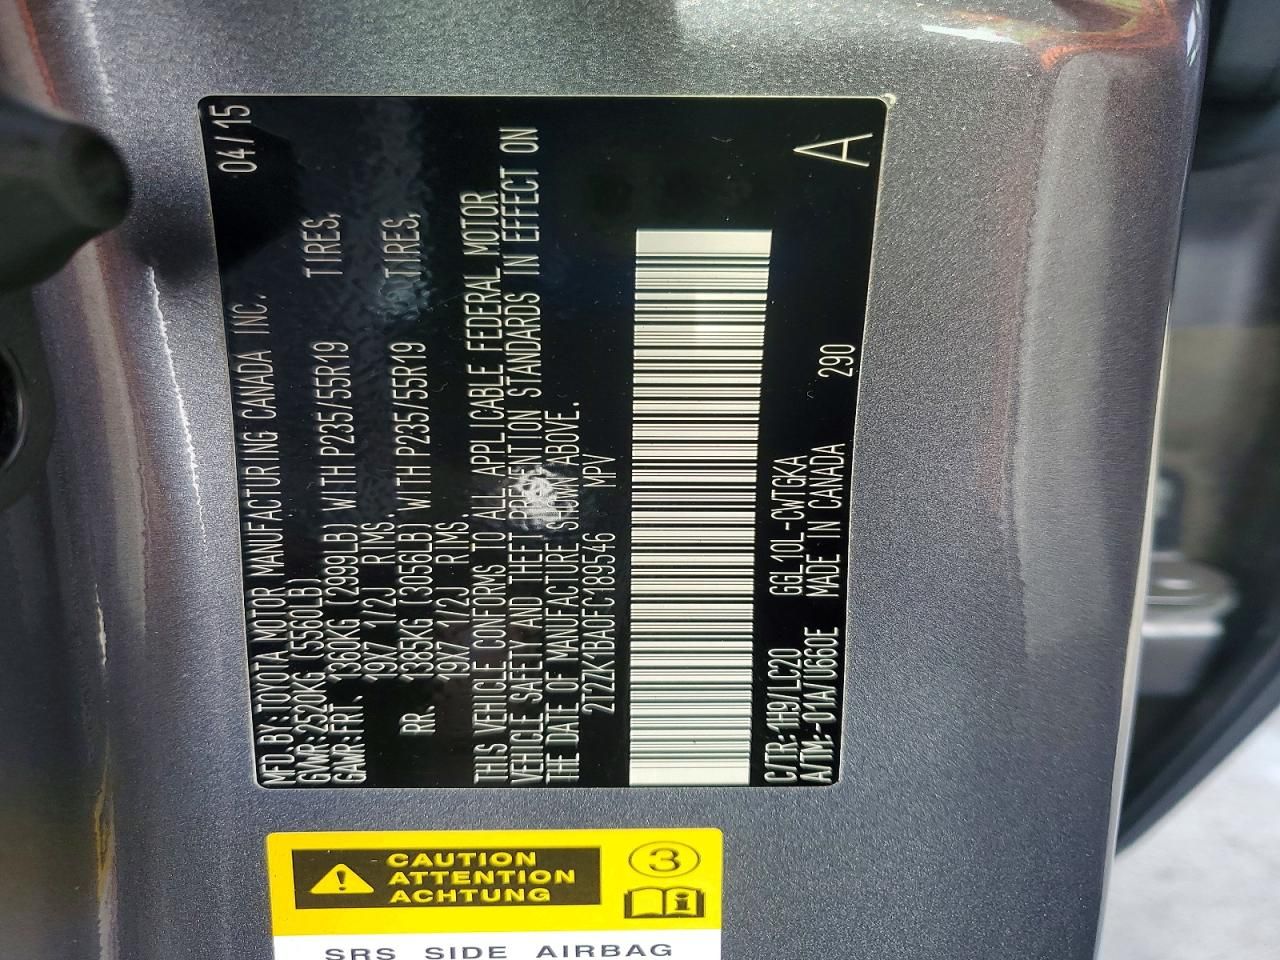 MFD.BY:TOYOTA MOTOR MANUFACTURING CANADA INC. 04/15
GVWR:2520KG (5560LB)
GAWR:FRT. 1360KG (2999LB) WITH P235/55R19 TIRES,
19X7 1/2J RIMS.
RR. 1385KG (3056LB) WITH P235/55R19 TIRES,
19X7 1/2J RIMS.
THIS VEHICLE CONFORMS TO ALL APPLICABLE FEDERAL MOTOR
VEHICLE SAFETY AND THEFT PREVENTION STANDARDS IN EFFECT ON
THE DATE OF MANUFACTURE SHOWN ABOVE.
2T2ZK1BA0FC189546 MPV
A
C/TR:1H9/LC20 GGL10L-CWTGKA
A/TM:-01A/0660E MADE IN CANADA 290
CAUTION
ATTENTION
ACHTUNG
3
i
SRS SIDE AIRBAG